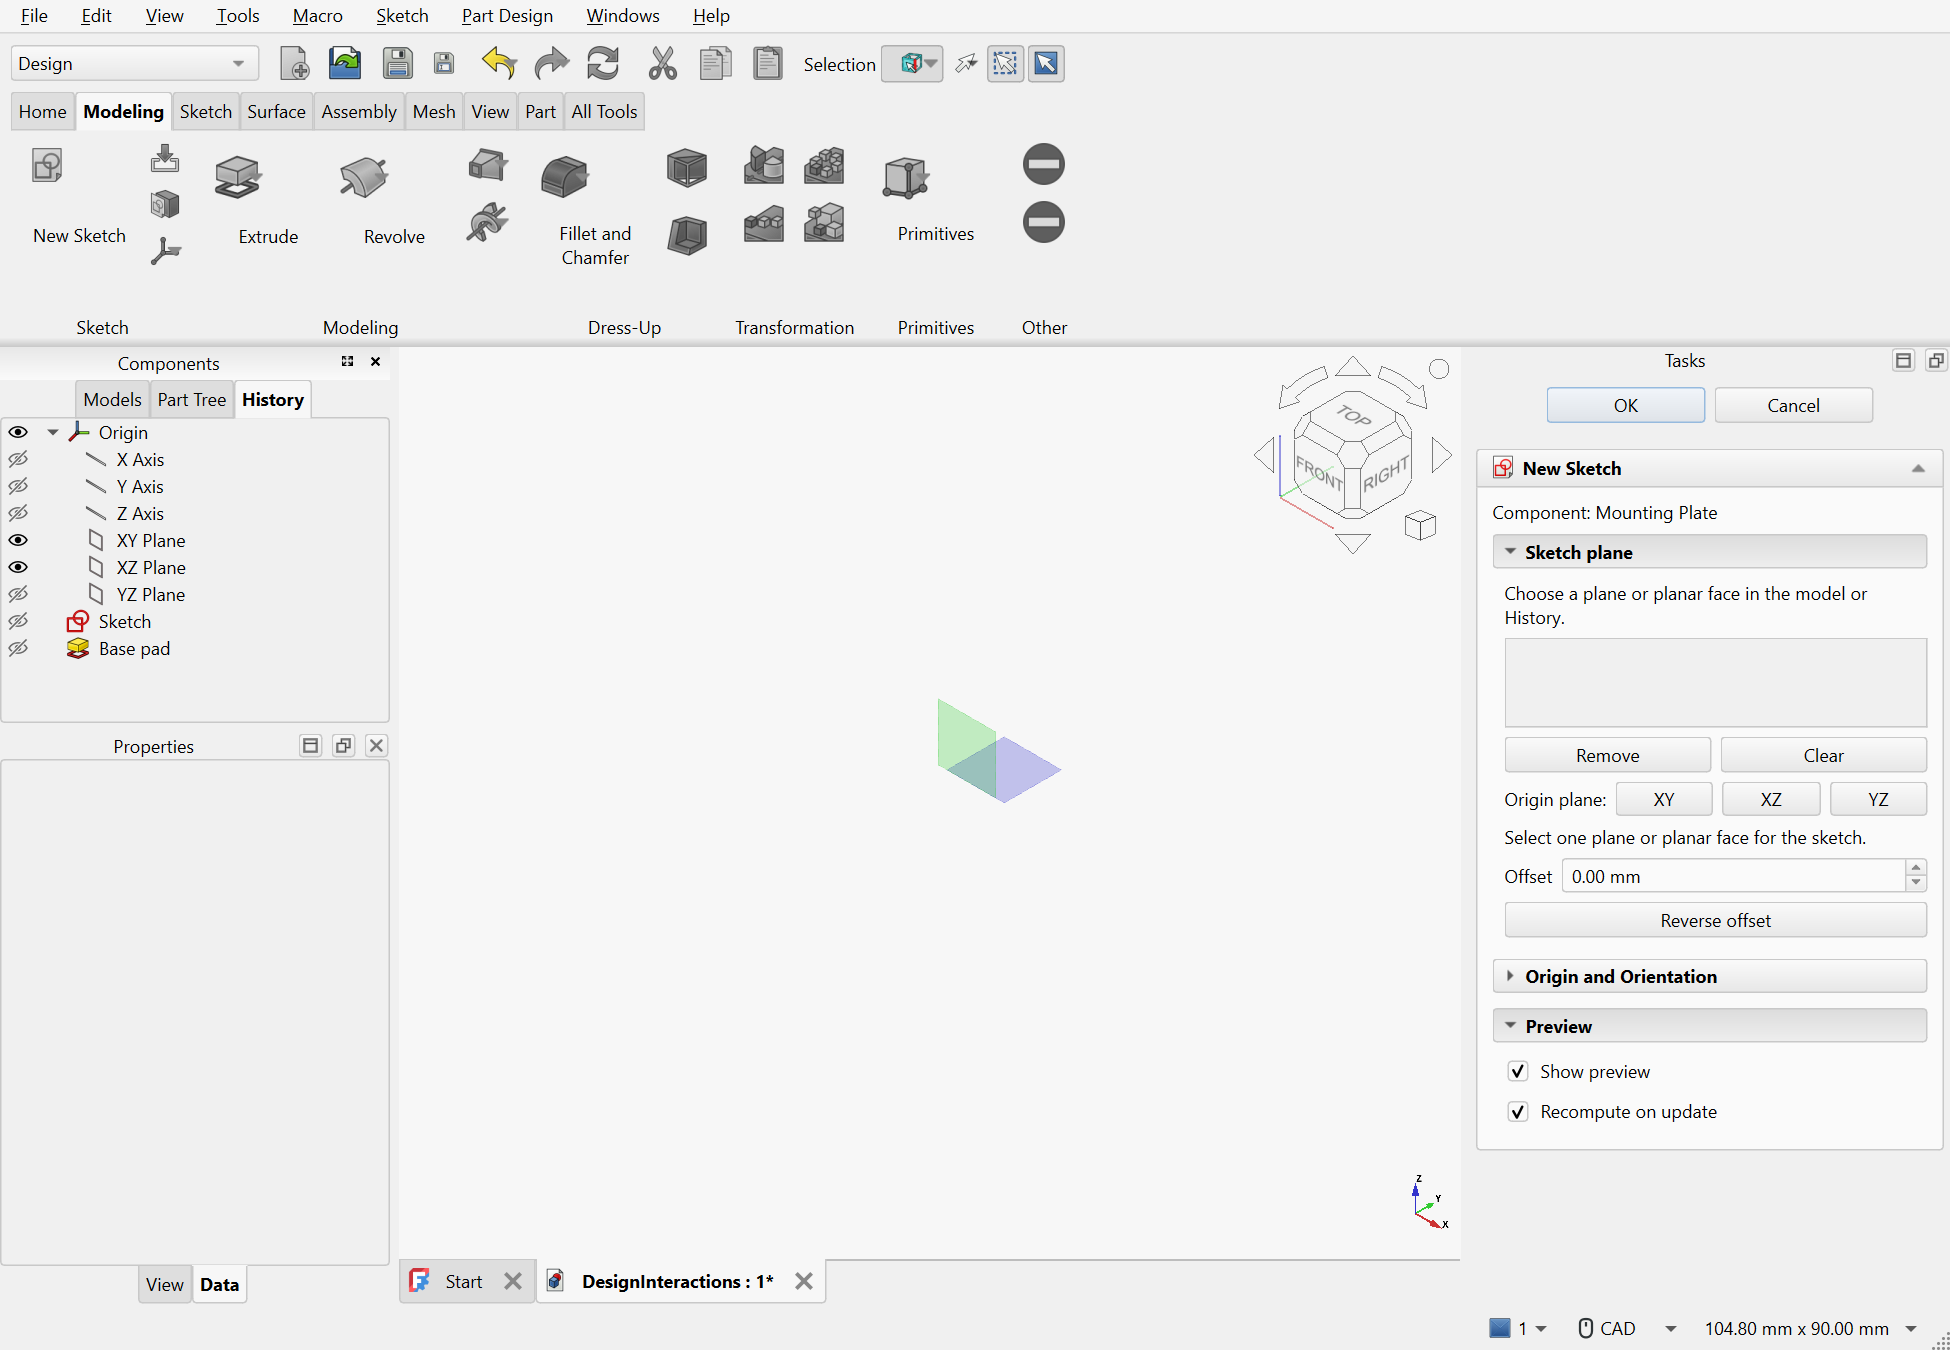 File Edit View Tools Macro Sketch Part Design Windows Help
Design
Selection
Home Modeling Sketch Surface Assembly Mesh View Part All Tools
New Sketch
Extrude
Revolve
Fillet and
Chamfer
Primitives
Sketch Modeling Dress-Up Transformation Primitives Other
Components
Models Part Tree History
Origin
X Axis
Y Axis
Z Axis
XY Plane
XZ Plane
YZ Plane
Sketch
Base pad
Properties
View Data
TOP
FRONT
RIGHT
Z
Y
X
Start
DesignInteractions : 1*
Tasks
OK Cancel
New Sketch
Component: Mounting Plate
Sketch plane
Choose a plane or planar face in the model or
History.
Remove Clear
Origin plane: XY XZ YZ
Select one plane or planar face for the sketch.
Offset 0.00 mm
Reverse offset
Origin and Orientation
Preview
Show preview
Recompute on update
1 CAD 104.80 mm x 90.00 mm